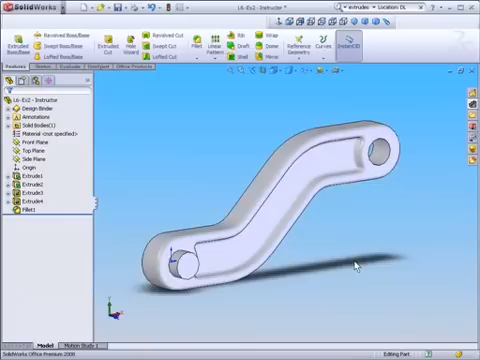 SolidWorks
L6-Ex2 - Instructor *
extrudes
Location: DL
Extruded Boss/Base
Revolved Boss/Base
Swept Boss/Base
Lofted Boss/Base
Extruded Cut
Hole Wizard
Revolved Cut
Swept Cut
Lofted Cut
Fillet
Linear Pattern
Rib
Draft
Shell
Wrap
Dome
Mirror
Reference Geometry
Curves
Instant3D
Features
Sketch
Evaluate
DimXpert
Office Products
L6-Ex2 - Instructor
Design Binder
Annotations
Solid Bodies(1)
Material <not specified>
Front Plane
Top Plane
Side Plane
Origin
Extrude1
Extrude2
Extrude3
Extrude4
Fillet1
Model
Motion Study 1
SolidWorks Office Premium 2008
Editing Part